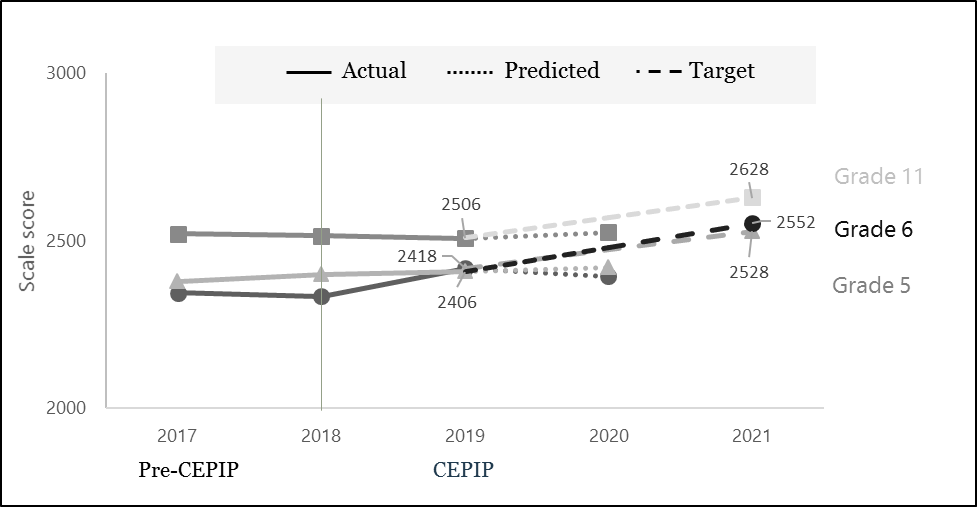 3000
Actual Predicted Target
2628
Grade 11
Scale score
2506
2552
Grade 6
2500
2418
2528
Grade 5
2406
2000
2017 2018 2019 2020 2021
Pre-CEPIP CEPIP